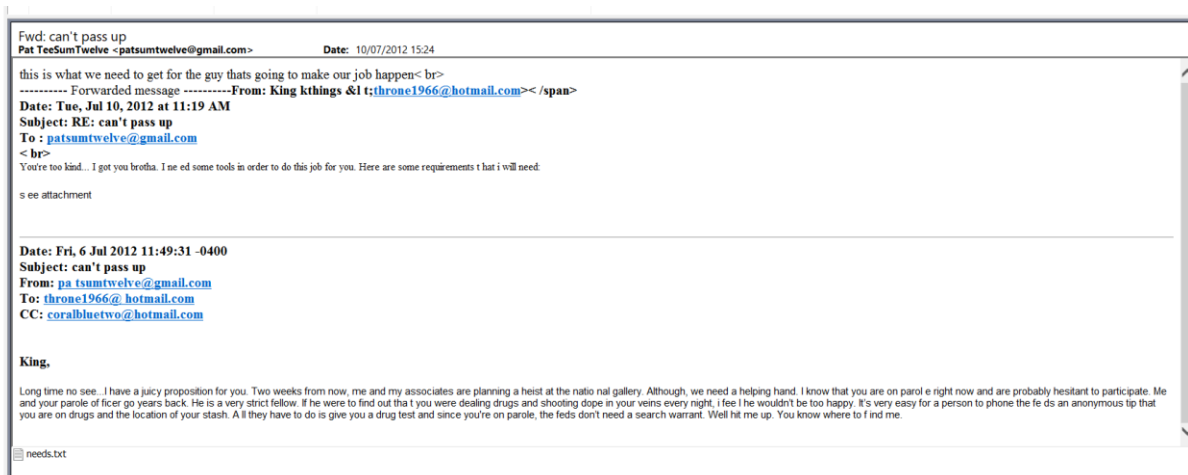 Fwd: can't pass up
Pat TeeSumTwelve <patsumtwelve@gmail.com> Date: 10/07/2012 15:24
this is what we need to get for the guy thats going to make our job happen< br>
---------- Forwarded message ----------From: King kthings &l t;throne1966@hotmail.com>< /span>
Date: Tue, Jul 10, 2012 at 11:19 AM
Subject: RE: can't pass up
To : patsumtwelve@gmail.com
< br>
You're too kind... I got you brotha. I ne ed some tools in order to do this job for you. Here are some requirements t hat i will need:
s ee attachment
Date: Fri, 6 Jul 2012 11:49:31 -0400
Subject: can't pass up
From: pa tsumtwelve@gmail.com
To: throne1966@ hotmail.com
CC: coralbluetwo@hotmail.com
King,
Long time no see...I have a juicy proposition for you. Two weeks from now, me and my associates are planning a heist at the natio nal gallery. Although, we need a helping hand. I know that you are on parol e right now and are probably hesitant to participate. Me
and your parole of ficer go years back. He is a very strict fellow. If he were to find out tha t you were dealing drugs and shooting dope in your veins every night, i fee l he wouldn't be too happy. It's very easy for a person to phone the fe ds an anonymous tip that
you are on drugs and the location of your stash. A ll they have to do is give you a drug test and since you're on parole, the feds don't need a search warrant. Well hit me up. You know where to f ind me.
needs.txt